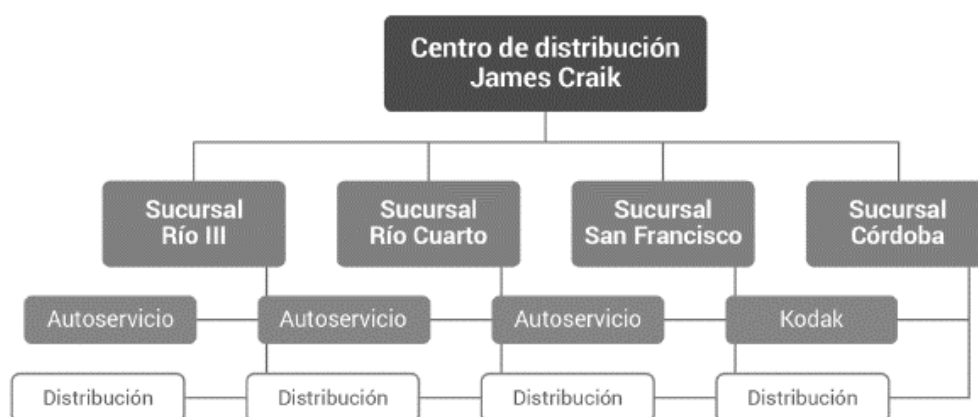 Centro de distribución
James Craik
Sucursal
Río III
Sucursal
Río Cuarto
Sucursal
San Francisco
Sucursal
Córdoba
Autoservicio
Autoservicio
Autoservicio
Kodak
Distribución
Distribución
Distribución
Distribución